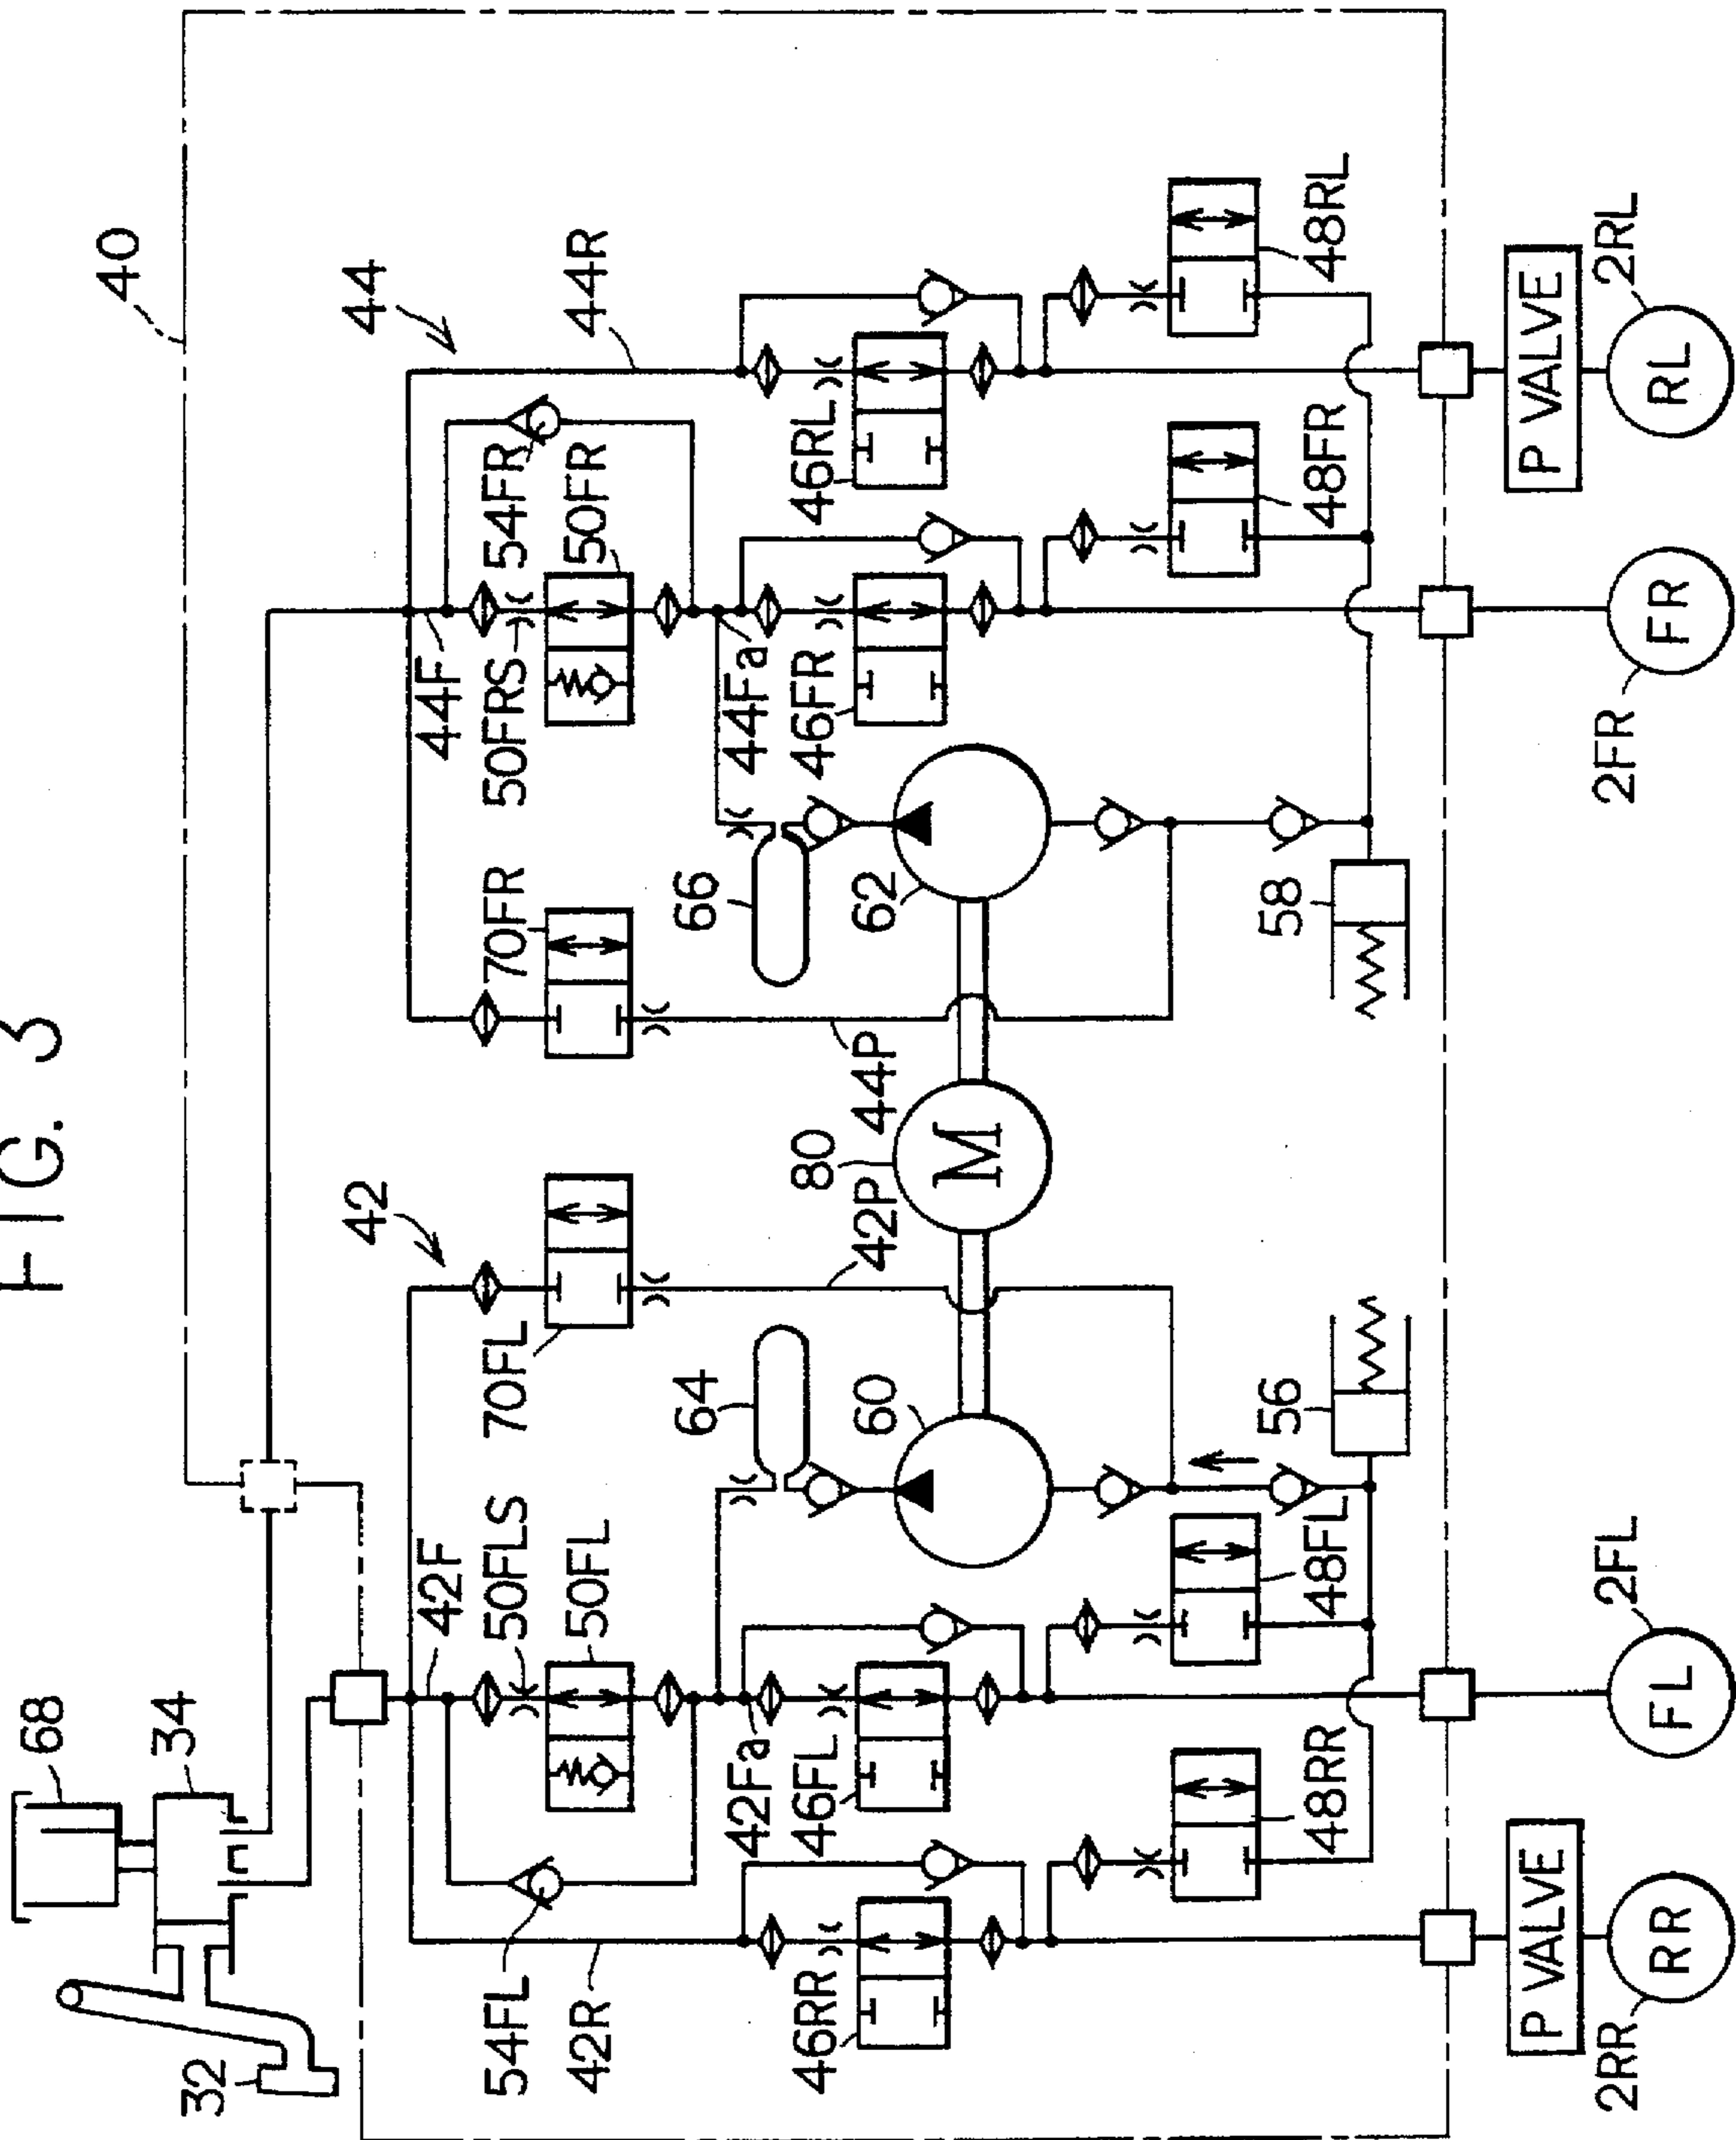 FIG. 3
40
68
34
32
42
44
42F
50FLS
50FL
70FL
54FL
42R
42Fa
46FL
46RR
64
60
42P
80
M
44P
70FR
66
62
44F
50FRS
54FR
50FR
44R
44Fa
46FR
46RL
48RR
48FL
48FR
48RL
56
58
P VALVE
P VALVE
RR
2RR
FL
2FL
FR
2FR
RL
2RL